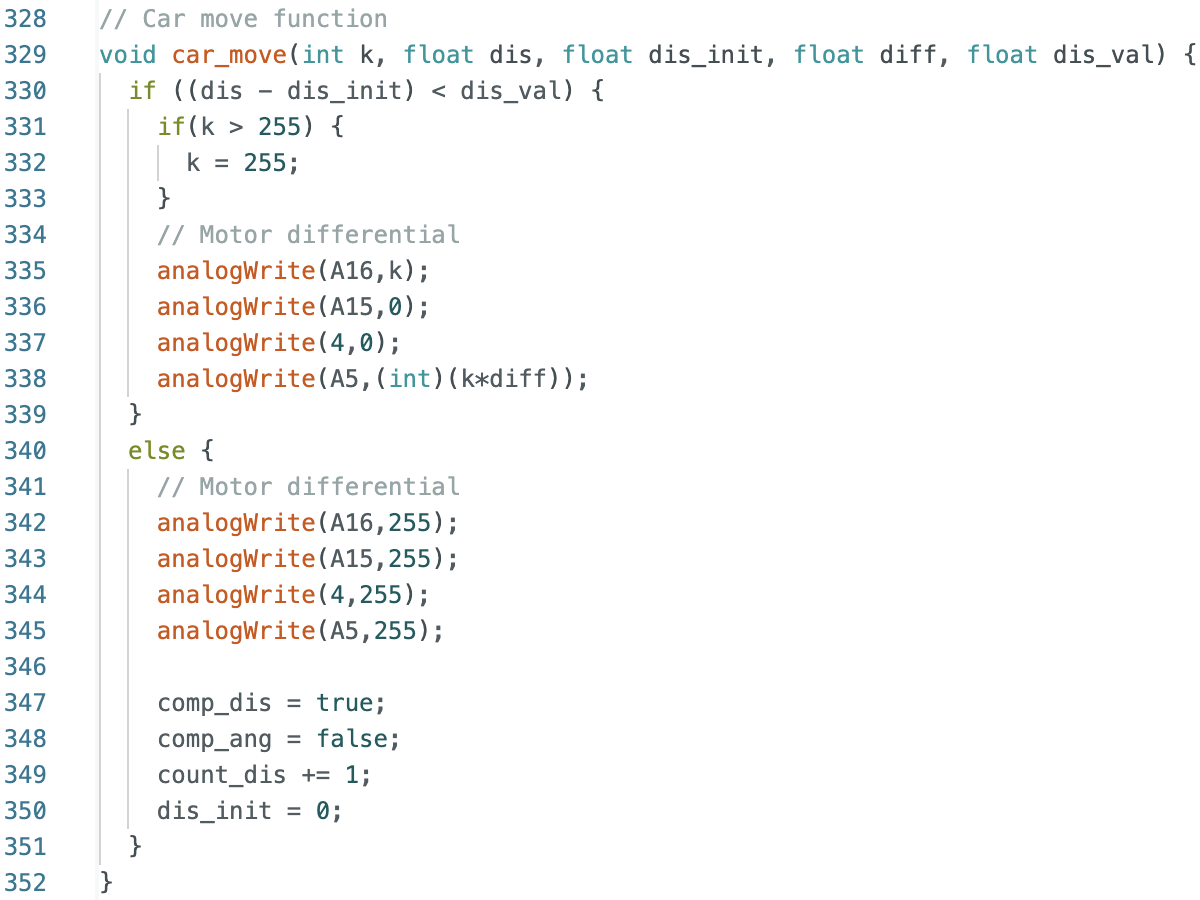 328 // Car move function
329 void car_move(int k, float dis, float dis_init, float diff, float dis_val) {
330   if ((dis - dis_init) < dis_val) {
331     if(k > 255) {
332       k = 255;
333     }
334     // Motor differential
335     analogWrite(A16,k);
336     analogWrite(A15,0);
337     analogWrite(4,0);
338     analogWrite(A5,(int)(k*diff));
339   }
340   else {
341     // Motor differential
342     analogWrite(A16,255);
343     analogWrite(A15,255);
344     analogWrite(4,255);
345     analogWrite(A5,255);
346
347     comp_dis = true;
348     comp_ang = false;
349     count_dis += 1;
350     dis_init = 0;
351   }
352 }